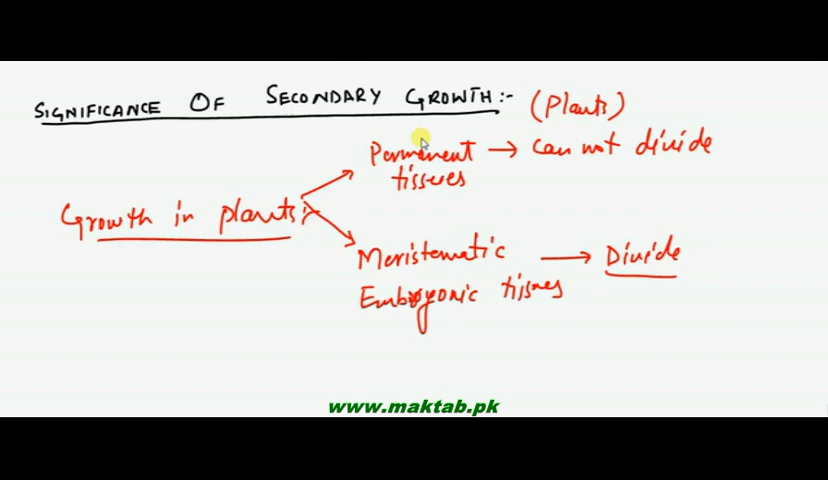 SIGNIFICANCE OF SECONDARY GROWTH:- (Plants)
Permanent → can not divide
tissues
Growth in plants:-
Meristematic → Divide
Embryonic tissues
www.maktab.pk